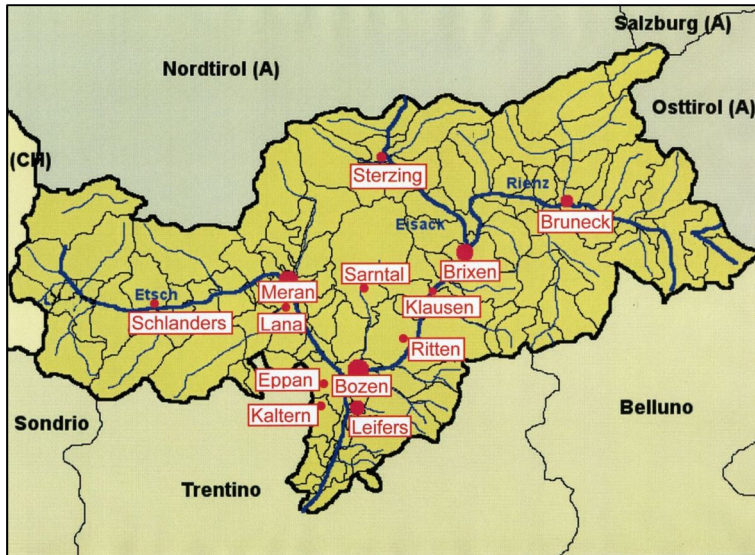 Salzburg (A)
Nordtirol (A)
Osttirol (A)
(CH)
Sterzing
Rienz
Bruneck
Eisack
Brixen
Sarntal
Meran
Etsch
Klausen
Schlanders
Lana
Ritten
Eppan
Bozen
Kaltern
Leifers
Belluno
Sondrio
Trentino